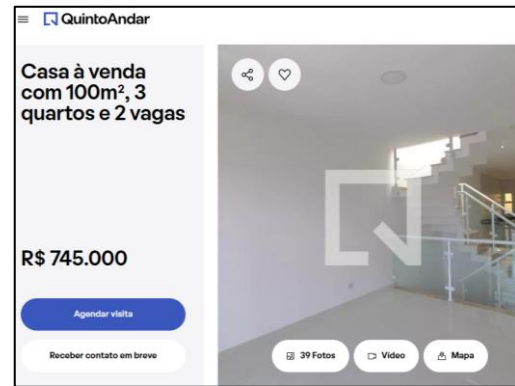 QuintoAndar
Casa à venda
com 100m², 3
quartos e 2 vagas
R$ 745.000
Agendar visita
Receber contato em breve
39 Fotos
Vídeo
Mapa